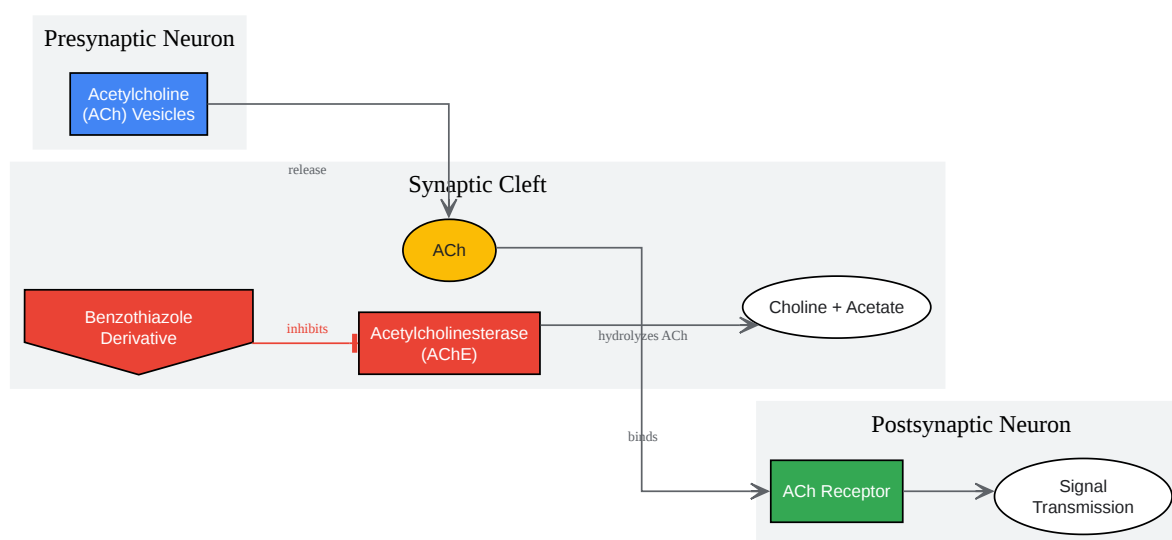 Presynaptic Neuron
Acetylcholine
(ACh) Vesicles
release
Synaptic Cleft
ACh
Benzothiazole
Derivative
inhibits
Acetylcholinesterase
(AChE)
hydrolyzes ACh
Choline + Acetate
binds
Postsynaptic Neuron
ACh Receptor
Signal
Transmission